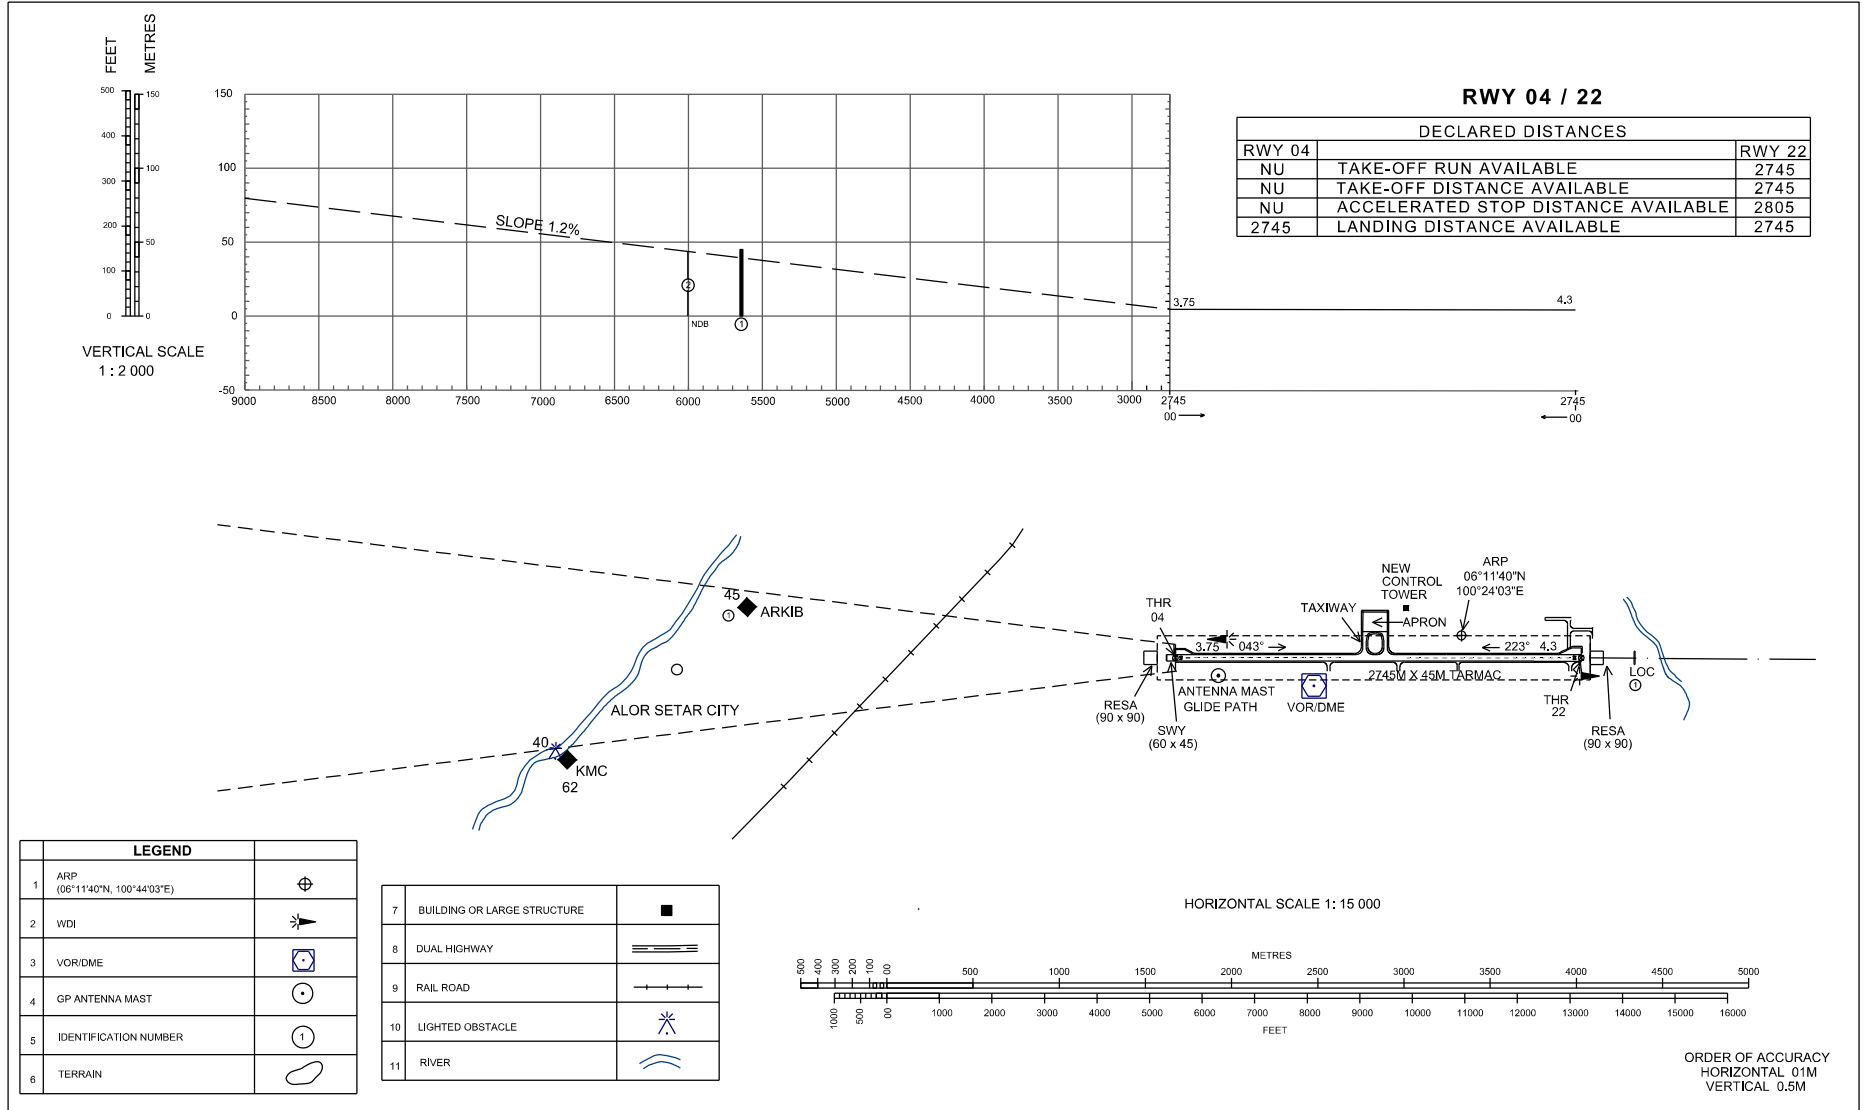 FEET
METRES
500
400
300
200
100
0
150
100
50
0
VERTICAL SCALE
1 : 2 000
150
100
50
0
-50
SLOPE 1.2%
2
NDB
1
3.75
4.3
9000 8500 8000 7500 7000 6500 6000 5500 5000 4500 4000 3500 3000 2745
00
2745
00
RWY 04 / 22
DECLARED DISTANCES
RWY 04 RWY 22
NU TAKE-OFF RUN AVAILABLE 2745
NU TAKE-OFF DISTANCE AVAILABLE 2745
NU ACCELERATED STOP DISTANCE AVAILABLE 2805
2745 LANDING DISTANCE AVAILABLE 2745
45
1
ARKIB
ALOR SETAR CITY
40
KMC
62
THR
04
TAXIWAY
NEW
CONTROL
TOWER
APRON
ARP
06°11'40"N
100°24'03"E
3.75 043°
223° 4.3
2745M X 45M TARMAC
RESA
(90 x 90)
SWY
(60 x 45)
ANTENNA MAST
GLIDE PATH
VOR/DME
THR
22
RESA
(90 x 90)
LOC
1
LEGEND
1 ARP
(06°11'40"N, 100°44'03"E)
2 WDI
3 VOR/DME
4 GP ANTENNA MAST
5 IDENTIFICATION NUMBER 1
6 TERRAIN
7 BUILDING OR LARGE STRUCTURE
8 DUAL HIGHWAY
9 RAIL ROAD
10 LIGHTED OBSTACLE
11 RIVER
HORIZONTAL SCALE 1: 15 000
METRES
500 400 300 200 100 00 500 1000 1500 2000 2500 3000 3500 4000 4500 5000
1000 500 00 1000 2000 3000 4000 5000 6000 7000 8000 9000 10000 11000 12000 13000 14000 15000 16000
FEET
ORDER OF ACCURACY
HORIZONTAL 01M
VERTICAL 0.5M